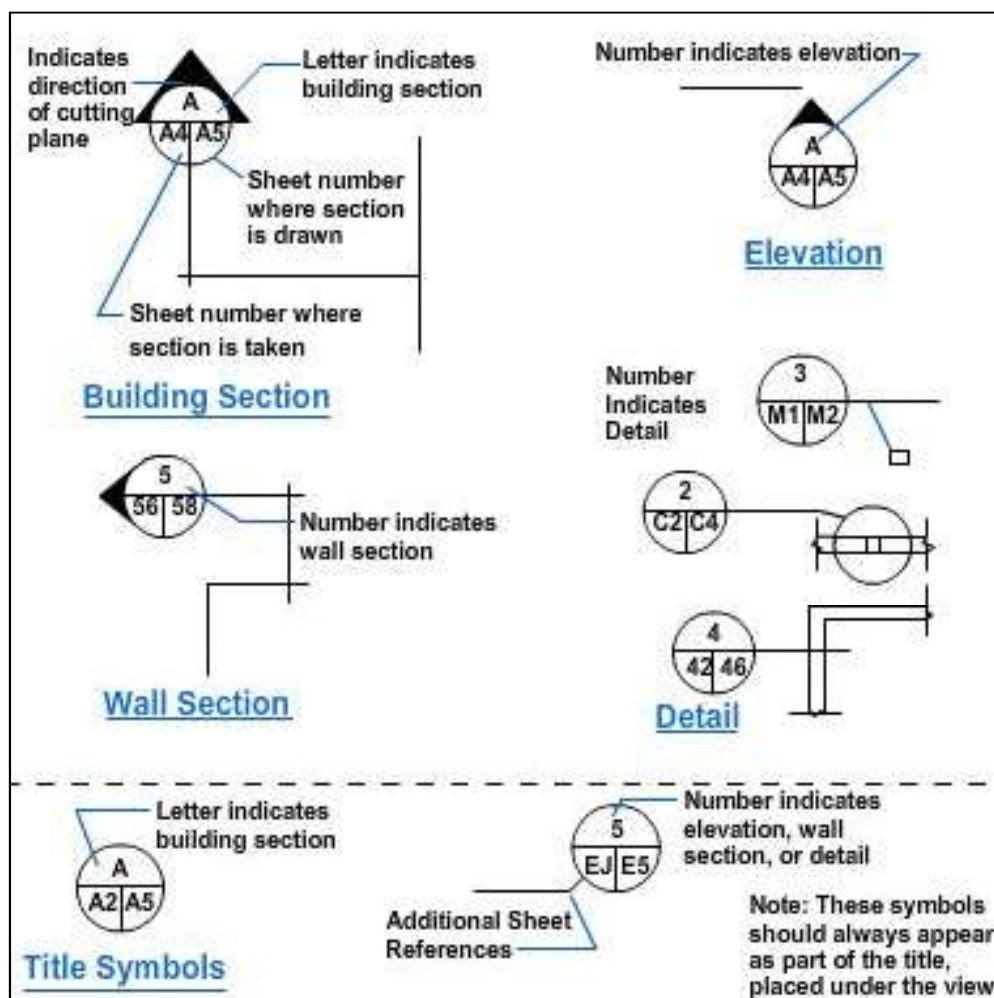 Indicates
direction
of cutting
plane
A
A4 A5
Letter indicates
building section
Sheet number
where section
is drawn
Sheet number where
section is taken
Building Section
Number indicates elevation
A
A4 A5
Elevation
5
56 58
Number indicates
wall section
Wall Section
Number
Indicates
Detail
3
M1 M2
2
C2 C4
4
42 46
Detail
Letter indicates
building section
A
A2 A5
Title Symbols
5
EJ E5
Number indicates
elevation, wall
section, or detail
Additional Sheet
References
Note: These symbols
should always appear
as part of the title,
placed under the view